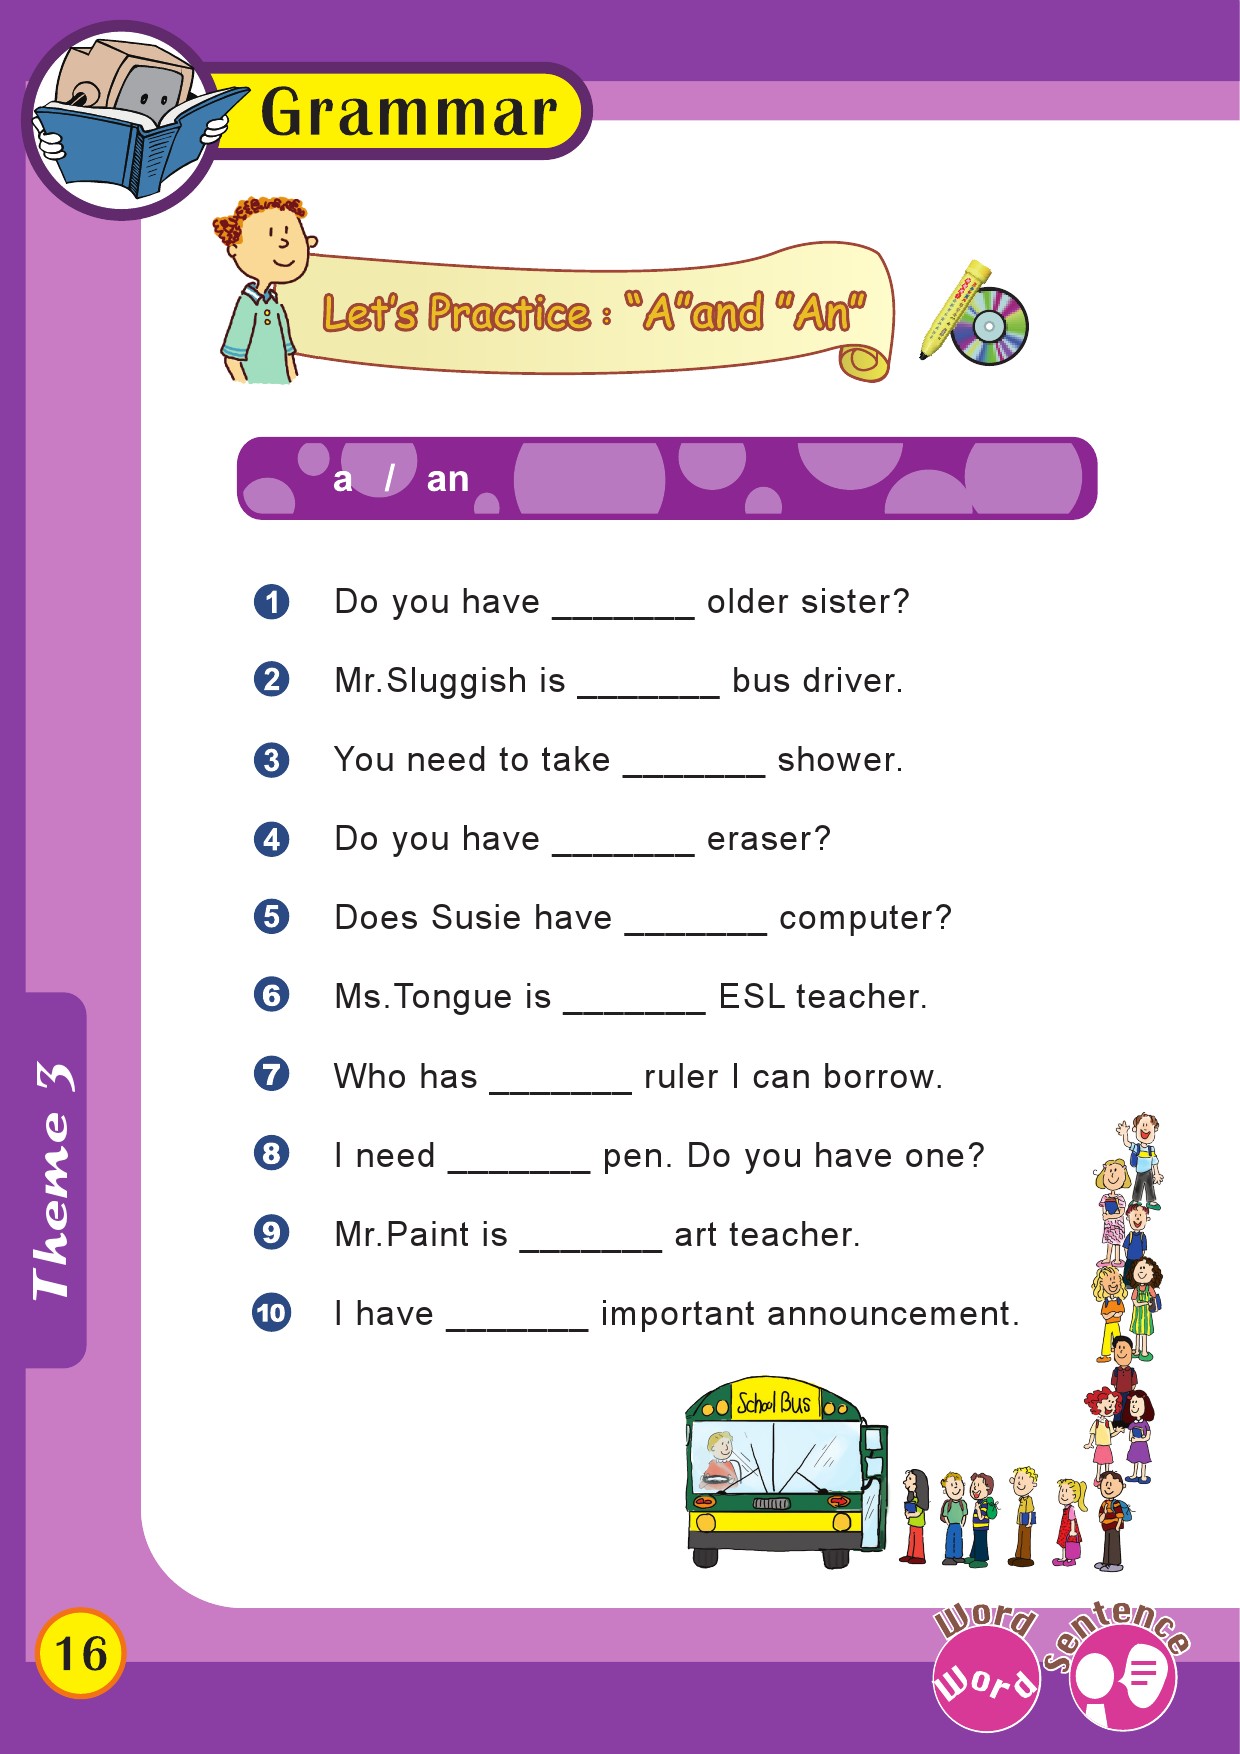 Grammar
Let's Practice : "A"and "An"
a / an
1 Do you have _______ older sister?
2 Mr.Sluggish is _______ bus driver.
3 You need to take _______ shower.
4 Do you have _______ eraser?
5 Does Susie have _______ computer?
6 Ms.Tongue is _______ ESL teacher.
7 Who has _______ ruler I can borrow.
8 I need _______ pen. Do you have one?
9 Mr.Paint is _______ art teacher.
10 I have _______ important announcement.
Theme 3
School Bus
16
Word
Word
Sentence